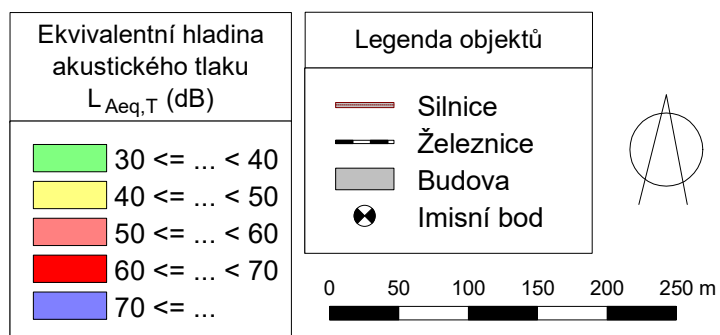 Ekvivalentní hladina
akustického tlaku
L Aeq,T (dB)
30 <= ... < 40
40 <= ... < 50
50 <= ... < 60
60 <= ... < 70
70 <= ...
Legenda objektů
Silnice
Železnice
Budova
Imisní bod
0 50 100 150 200 250 m